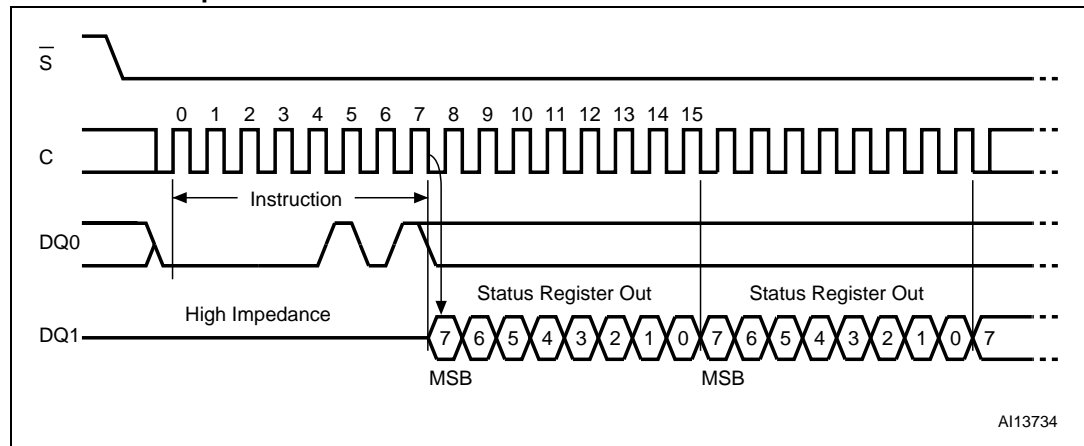 S
0 1 2 3 4 5 6 7 8 9 10 11 12 13 14 15
C
Instruction
DQ0
Status Register Out Status Register Out
High Impedance
DQ1 7 6 5 4 3 2 1 0 7 6 5 4 3 2 1 0 7
MSB MSB
AI13734